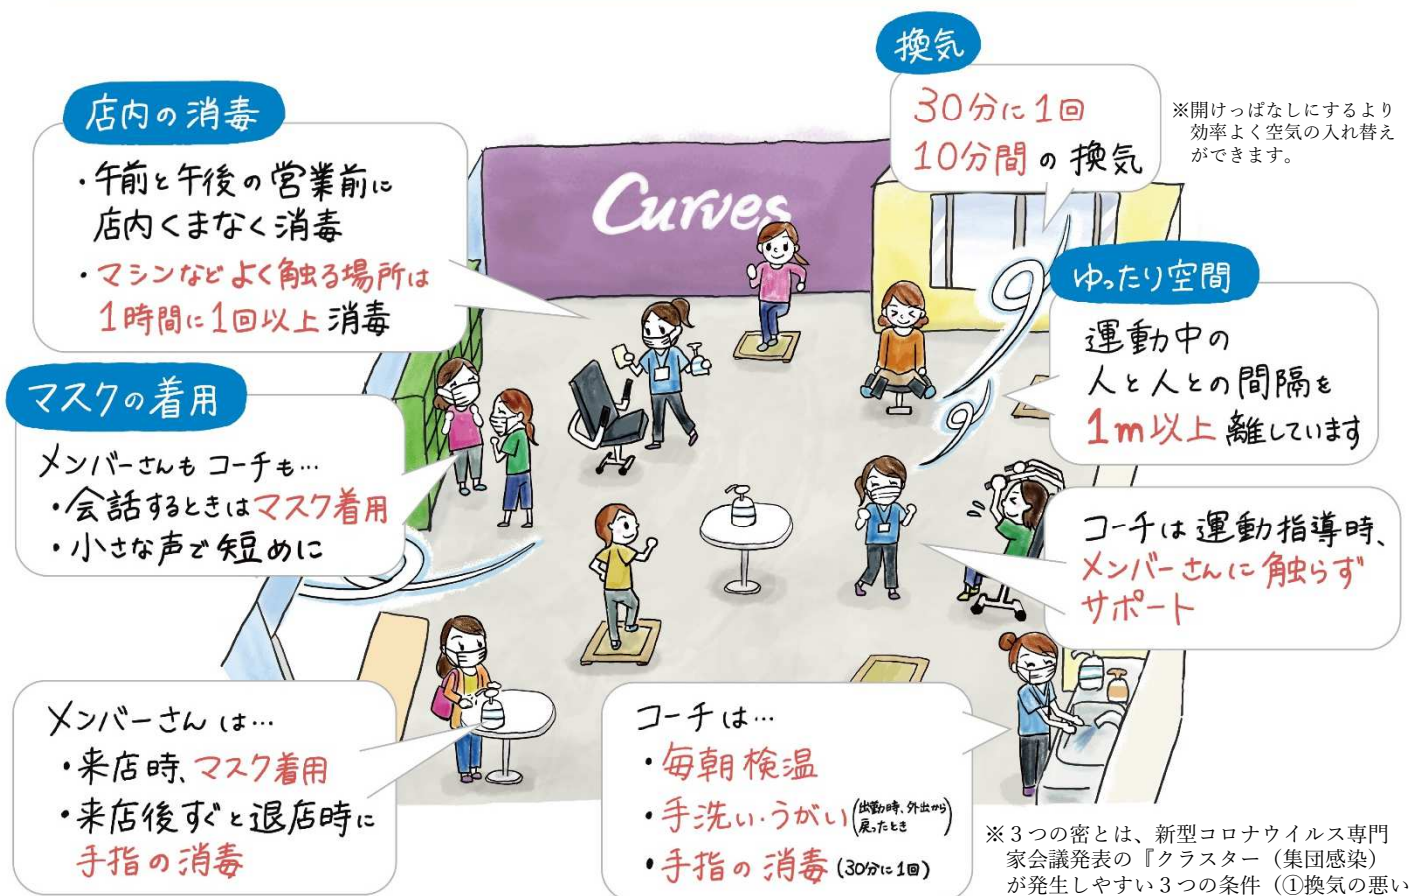 店内の消毒
・午前と午後の営業前に
店内くまなく消毒
・マシンなどよく触る場所は
1時間に1回以上消毒
マスクの着用
メンバーさんもコーチも…
・会話するときはマスク着用
・小さな声で短めに
Curves
換気
30分に1回
10分間の換気
※開けっぱなしにするより
効率よく空気の入れ替え
ができます。
ゆったり空間
運動中の
人と人との間隔を
1m以上離しています
コーチは運動指導時、
メンバーさんに触らず
サポート
メンバーさんは…
・来店時、マスク着用
・来店後すぐと退店時に
手指の消毒
コーチは…
・毎朝検温
・手洗い・うがい(出勤時、外出から
戻ったとき)
・手指の消毒(30分に1回)
※3つの密とは、新型コロナウイルス専門
家会議発表の『クラスター（集団感染）
が発生しやすい3つの条件（①換気の悪い